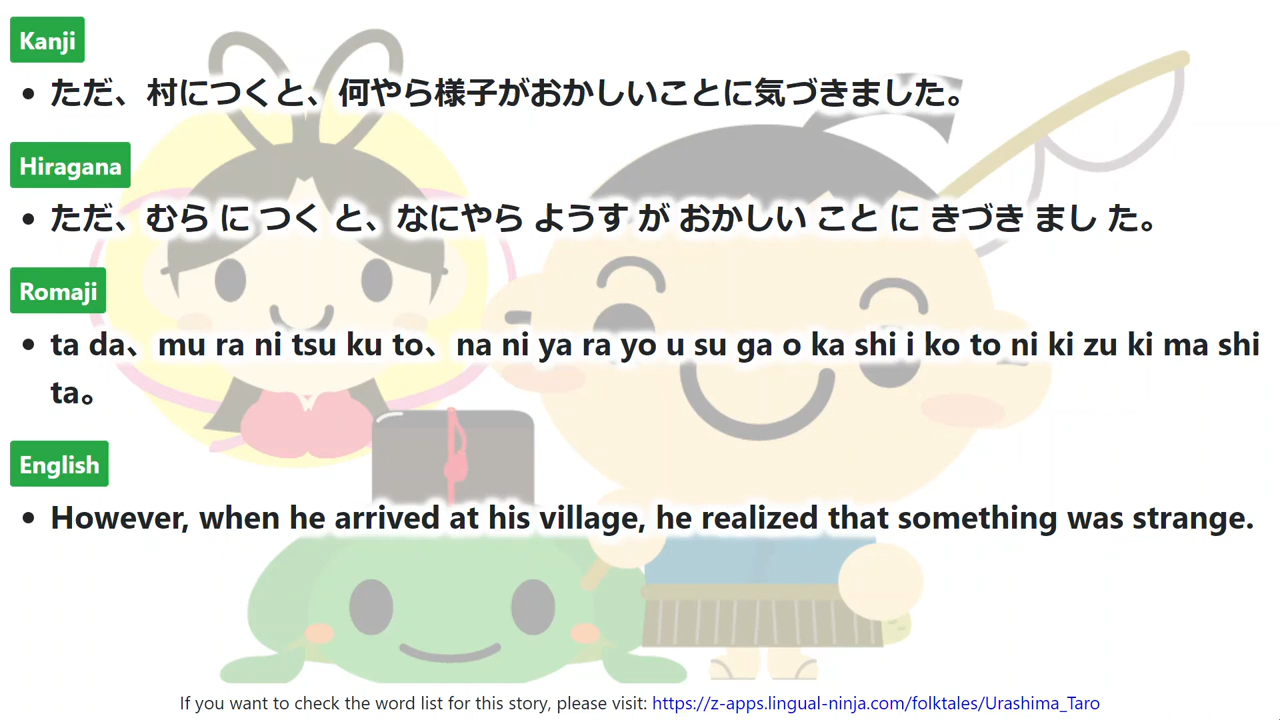 Kanji
ただ、村につくと、何やら様子がおかしいことに気づきました。
Hiragana
ただ、むら に つく と、なにやら ようす が おかしい こと に きづき まし た。
Romaji
ta da、mu ra ni tsu ku to、na ni ya ra yo u su ga o ka shi i ko to ni ki zu ki ma shi
ta。
English
However, when he arrived at his village, he realized that something was strange.
If you want to check the word list for this story, please visit: https://z-apps.lingual-ninja.com/folktales/Urashima_Taro